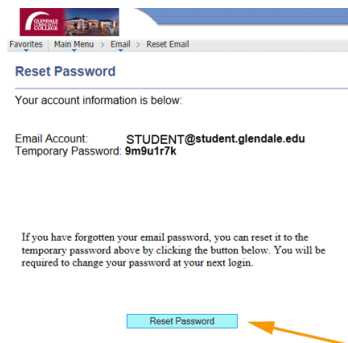 GLENDALE
COMMUNITY
COLLEGE
Favorites Main Menu > Email > Reset Email
Reset Password
Your account information is below:
Email Account: STUDENT@student.glendale.edu
Temporary Password: 9m9u1r7k
If you have forgotten your email password, you can reset it to the
temporary password above by clicking the button below. You will be
required to change your password at your next login.
Reset Password